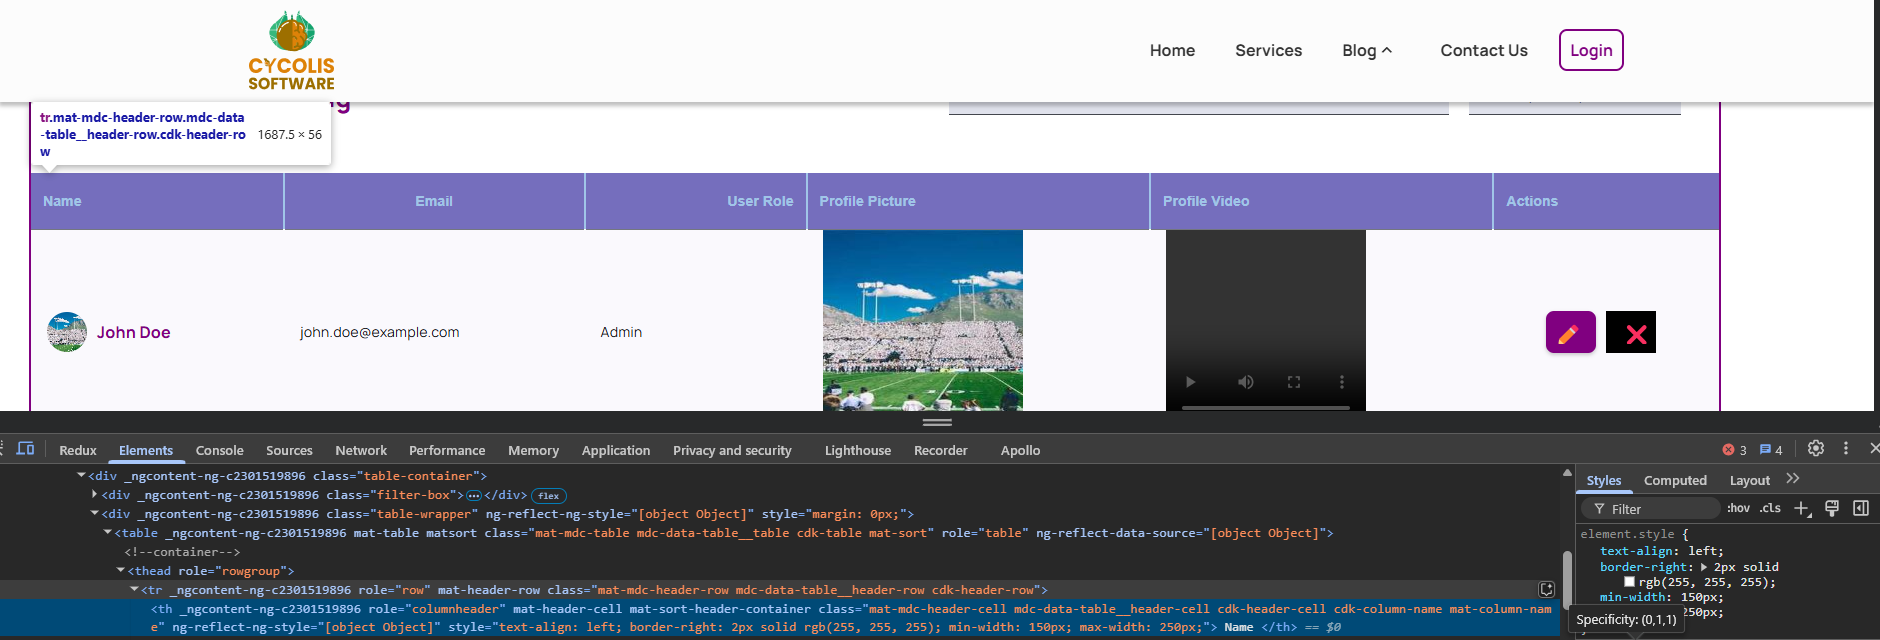 CYCOLIS
SOFTWARE
Home
Services
Blog
Contact Us
Login
tr.mat-mdc-header-row.mdc-data
-table__header-row.cdk-header-ro
w
1687.5 × 56
Name
Email
User Role
Profile Picture
Profile Video
Actions
John Doe
john.doe@example.com
Admin
Redux
Elements
Console
Sources
Network
Performance
Memory
Application
Privacy and security
Lighthouse
Recorder
Apollo
3
4
<div _ngcontent-ng-c2301519896 class="table-container">
<div _ngcontent-ng-c2301519896 class="filter-box"> ⋯ </div> flex
<div _ngcontent-ng-c2301519896 class="table-wrapper" ng-reflect-ng-style="[object Object]" style="margin: 0px;">
<table _ngcontent-ng-c2301519896 mat-table matsort class="mat-mdc-table mdc-data-table__table cdk-table mat-sort" role="table" ng-reflect-data-source="[object Object]">
<!--container-->
<thead role="rowgroup">
<tr _ngcontent-ng-c2301519896 role="row" mat-header-row class="mat-mdc-header-row mdc-data-table__header-row cdk-header-row">
<th _ngcontent-ng-c2301519896 role="columnheader" mat-header-cell mat-sort-header-container class="mat-mdc-header-cell mdc-data-table__header-cell cdk-header-cell cdk-column-name mat-column-nam
e" ng-reflect-ng-style="[object Object]" style="text-align: left; border-right: 2px solid rgb(255, 255, 255); min-width: 150px; max-width: 250px;"> Name </th> == $0
Styles
Computed
Layout
Filter
:hov
.cls
element.style {
text-align: left;
border-right: 2px solid
rgb(255, 255, 255);
min-width: 150px;
250px;
Specificity: (0,1,1)